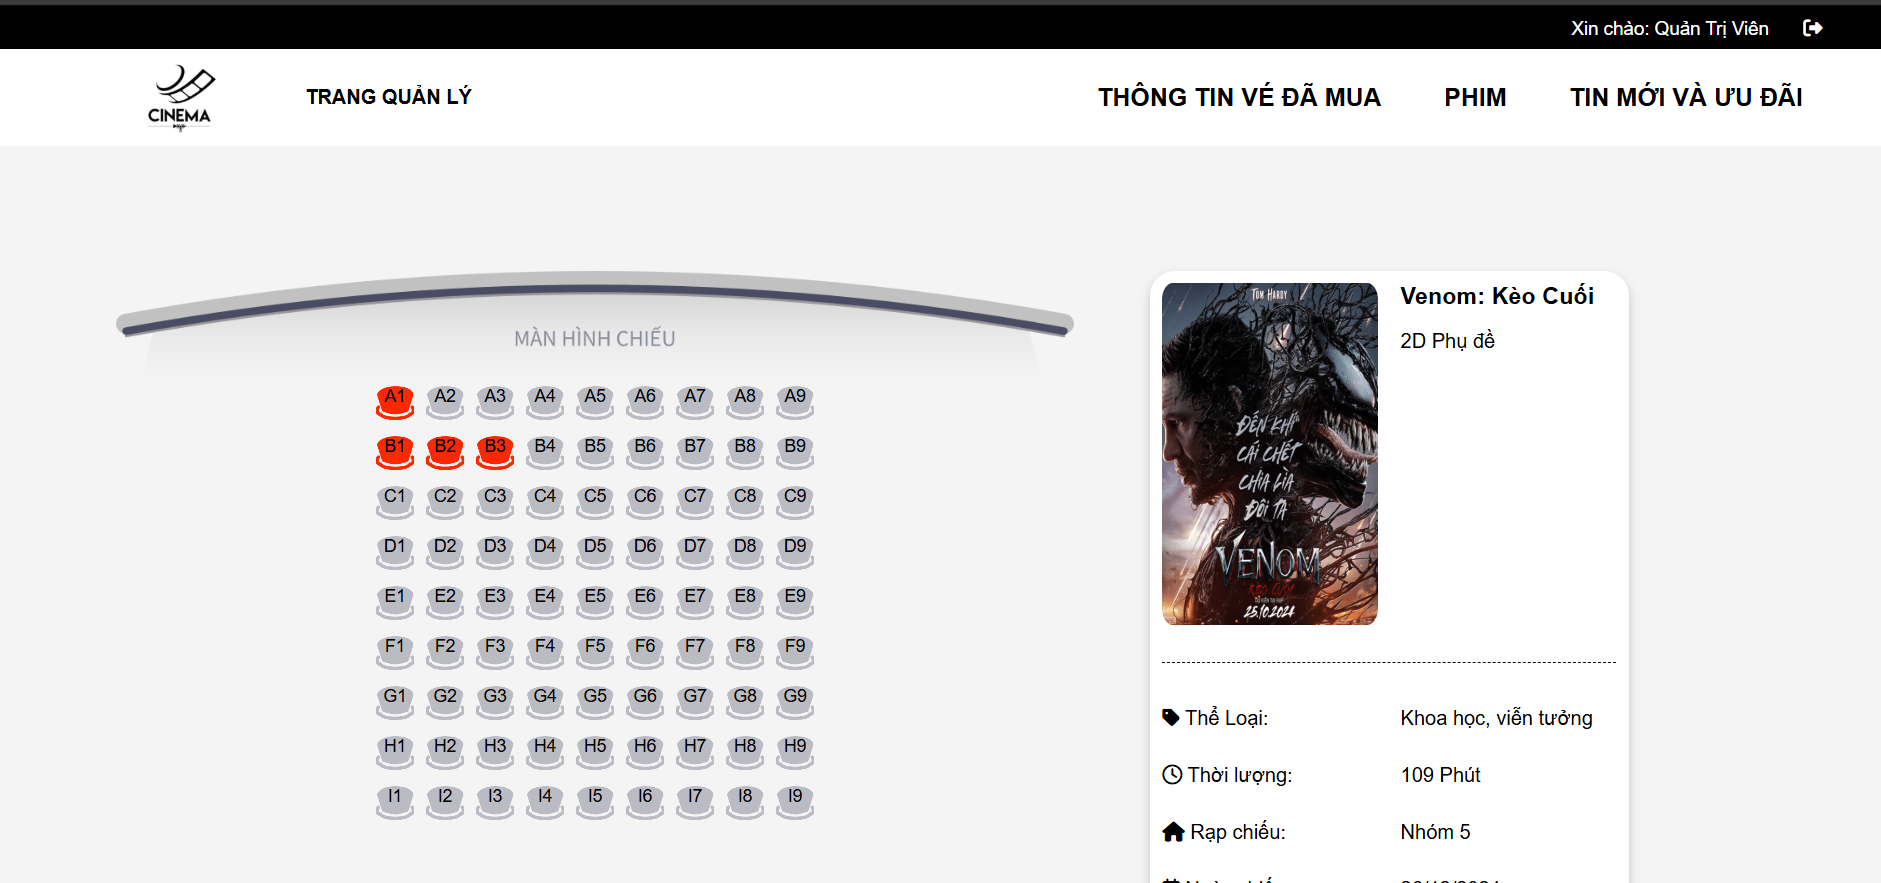 Xin chào: Quản Trị Viên
CINEMA
TRANG QUẢN LÝ
THÔNG TIN VÉ ĐÃ MUA
PHIM
TIN MỚI VÀ ƯU ĐÃI
MÀN HÌNH CHIẾU
A1 A2 A3 A4 A5 A6 A7 A8 A9
B1 B2 B3 B4 B5 B6 B7 B8 B9
C1 C2 C3 C4 C5 C6 C7 C8 C9
D1 D2 D3 D4 D5 D6 D7 D8 D9
E1 E2 E3 E4 E5 E6 E7 E8 E9
F1 F2 F3 F4 F5 F6 F7 F8 F9
G1 G2 G3 G4 G5 G6 G7 G8 G9
H1 H2 H3 H4 H5 H6 H7 H8 H9
I1 I2 I3 I4 I5 I6 I7 I8 I9
TOM HARDY
ĐẾN KHI
CÁI CHẾT
CHIA LÌA
ĐÔI TA
VENOM
KÈO CUỐI
25.10.2024
Venom: Kèo Cuối
2D Phụ đề
Thể Loại: Khoa học, viễn tưởng
Thời lượng: 109 Phút
Rạp chiếu: Nhóm 5